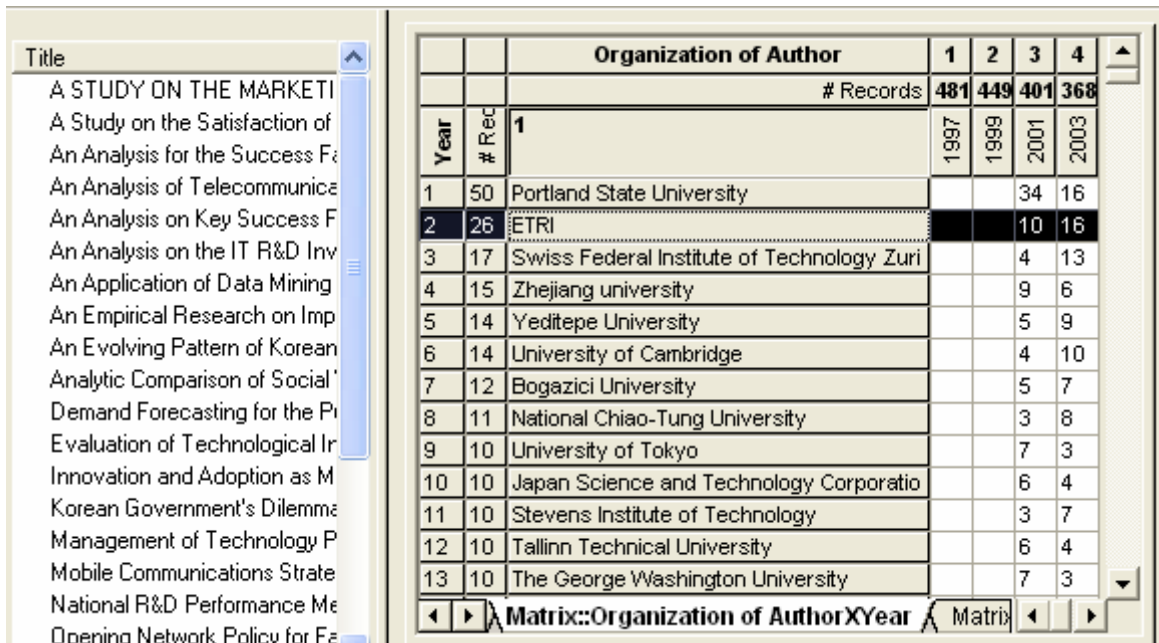 Title
A STUDY ON THE MARKETI
A Study on the Satisfaction of
An Analysis for the Success Fa
An Analysis of Telecommunica
An Analysis on Key Success F
An Analysis on the IT R&D Inv
An Application of Data Mining
An Empirical Research on Imp
An Evolving Pattern of Korean
Analytic Comparison of Social
Demand Forecasting for the
Evaluation of Technological
Innovation and Adoption as M
Korean Government's Dilemma
Management of Technology P
Mobile Communications Strate
National R&D Performance Me
Opening Network Policy for Fa
Organization of Author 1 2 3 4
# Records 481 449 401 368
Year # Rec 1 1997 1999 2001 2003
1 50 Portland State University 34 16
2 26 ETRI 10 16
3 17 Swiss Federal Institute of Technology Zuri 4 13
4 15 Zhejiang university 9 6
5 14 Yeditepe University 5 9
6 14 University of Cambridge 4 10
7 12 Bogazici University 5 7
8 11 National Chiao-Tung University 3 8
9 10 University of Tokyo 7 3
10 10 Japan Science and Technology Corporatio 6 4
11 10 Stevens Institute of Technology 3 7
12 10 Tallinn Technical University 6 4
13 10 The George Washington University 7 3
Matrix::Organization of AuthorXYear Matrix